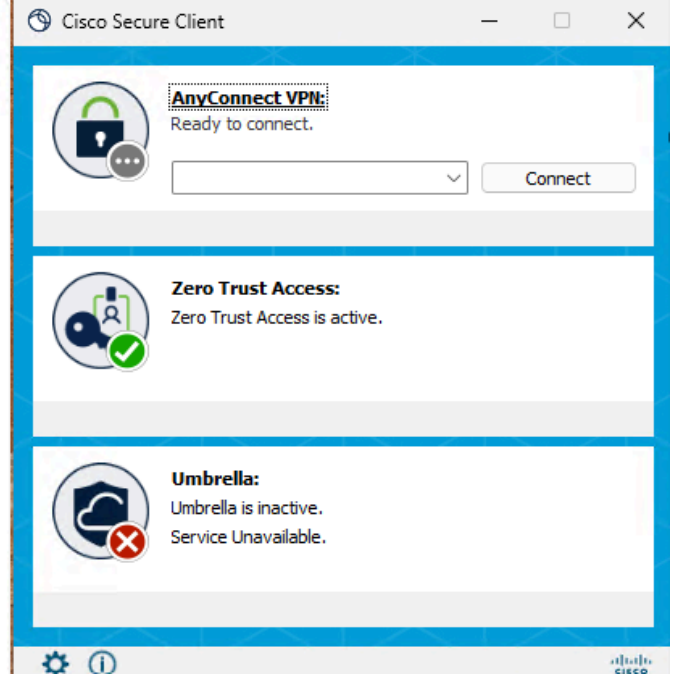 Cisco Secure Client
AnyConnect VPN:
Ready to connect.
Connect
Zero Trust Access:
Zero Trust Access is active.
Umbrella:
Umbrella is inactive.
Service Unavailable.
CISCO